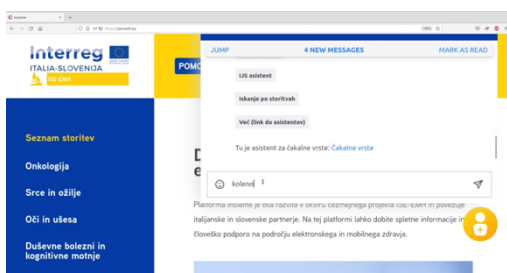 Interreg
ITALIA-SLOVENIJA
ISE-EMH
POMO
JUMP
4 NEW MESSAGES
MARK AS READ
IJS asistent
Iskanje po storitvah
Več (link do asistentov)
Tu je asistent za čakalne vrste: Čakalne vrste
koleno
Seznam storitev
Onkologija
Srce in ožilje
Oči in ušesa
Duševne bolezni in
kognitivne motnje
D
e
Platforma Insieme je bila razvita v okviru čezmejnega projekta ISE-EMH in povezuje
italijanske in slovenske partnerje. Na tej platformi lahko dobite spletne informacije in
človeško podporo na področju elektronskega in mobilnega zdravja.